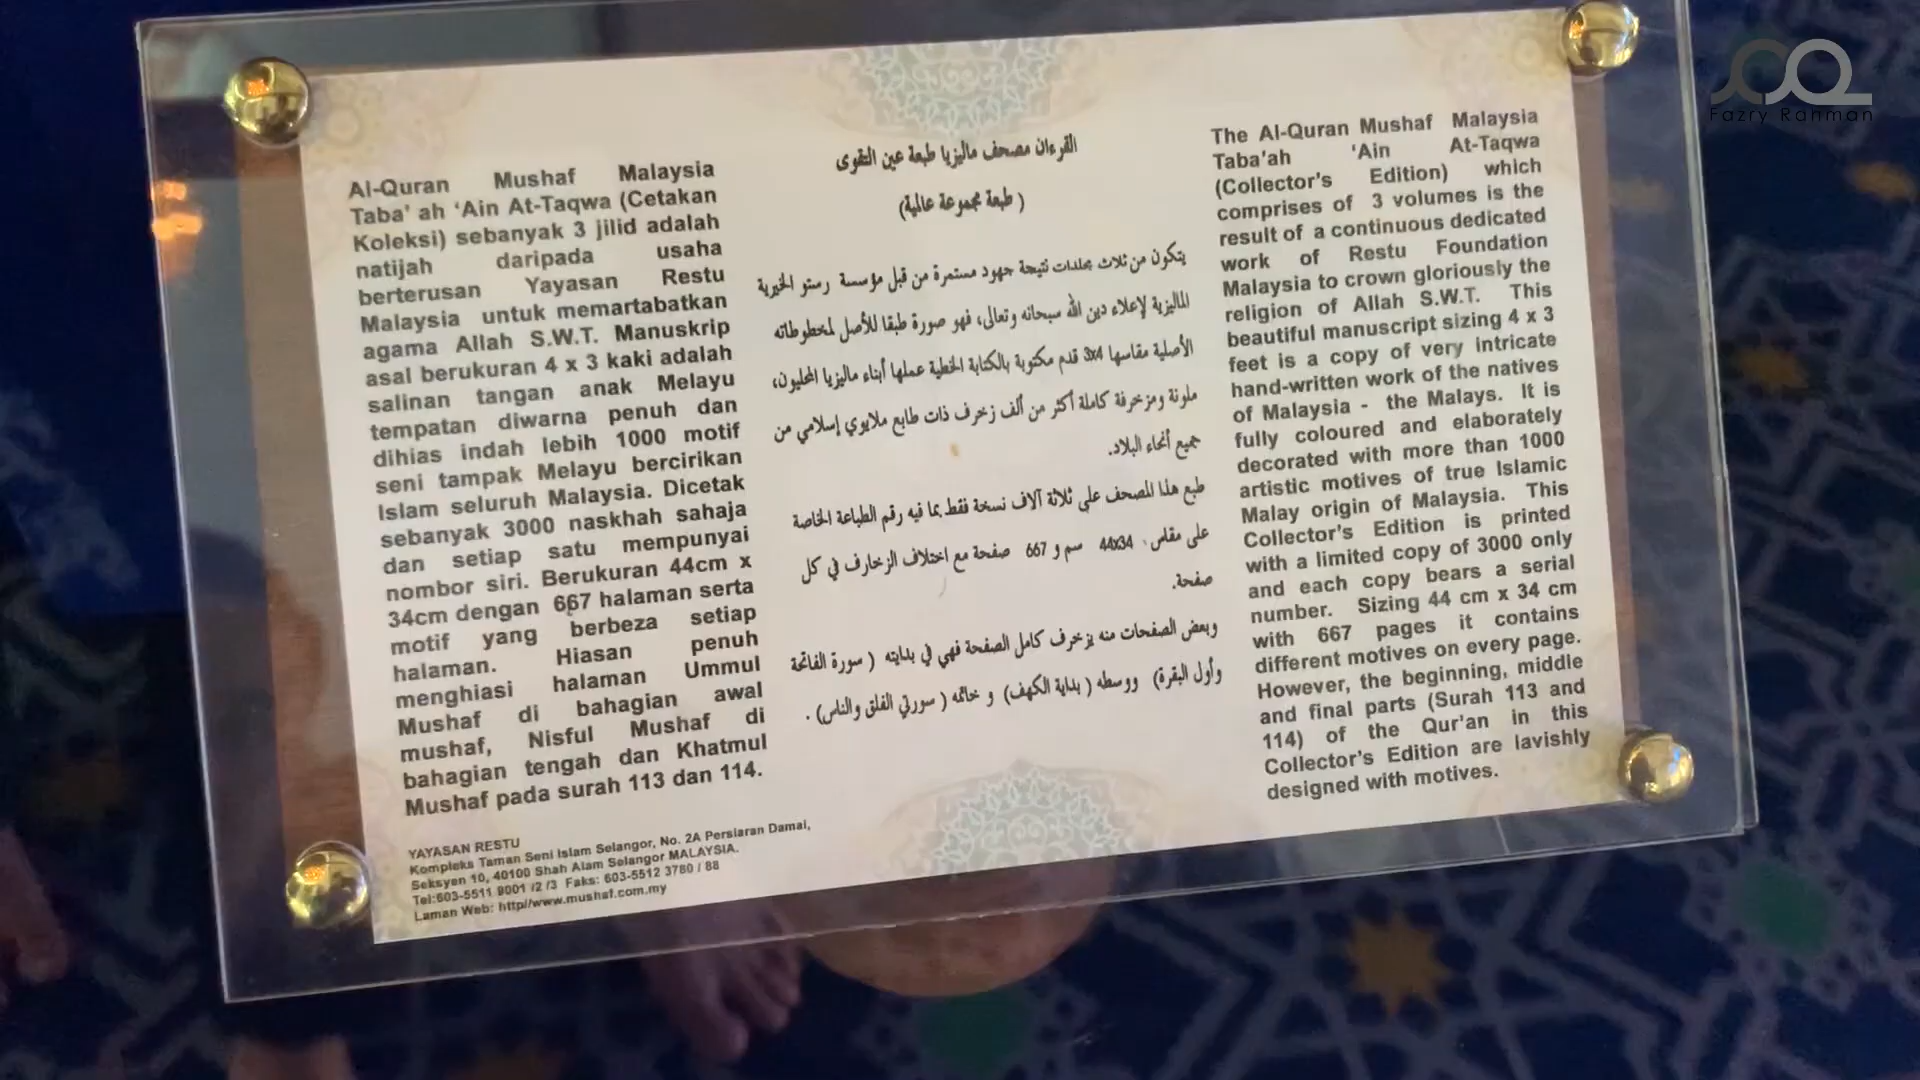 Al-Quran Mushaf Malaysia
Taba' ah 'Ain At-Taqwa (Cetakan
Koleksi) sebanyak 3 jilid adalah
natijah daripada usaha
berterusan Yayasan Restu
Malaysia untuk memartabatkan
agama Allah S.W.T. Manuskrip
asal berukuran 4 x 3 kaki adalah
salinan tangan anak Melayu
tempatan diwarna penuh dan
dihias indah lebih 1000 motif
seni tampak Melayu bercirikan
Islam seluruh Malaysia. Dicetak
sebanyak 3000 naskhah sahaja
dan setiap satu mempunyai
nombor siri. Berukuran 44cm x
34cm dengan 667 halaman serta
motif yang berbeza setiap
halaman. Hiasan penuh
menghiasi halaman Ummul
Mushaf di bahagian awal
mushaf, Nisful Mushaf di
bahagian tengah dan Khatmul
Mushaf pada surah 113 dan 114.
YAYASAN RESTU
Kompleks Taman Seni Islam Selangor, No. 2A Persiaran Damai,
Seksyen 10, 40100 Shah Alam Selangor MALAYSIA.
Tel:603-5511 9001 /2 /3 Faks: 603-5512 3780 / 88
Laman Web: http//www.mushaf.com.my
القرءان مصحف ماليزيا طبعة عين التقوى
( طبعة مجموعة عالية)
يتكون من ثلاث مجلدات نتيجة جهود مستمرة من قبل مؤسسة رستو الخيرية
الماليزية لإعلاء دين الله سبحانه وتعالى، فهو صورة طبقا للأصل لمخطوطاته
الأصلية مقاسها 3x4 قدم مكتوبة بالكتابة الخطية عملها أبناء ماليزيا المحليون،
ملونة ومزخرفة كاملة أكثر من ألف زخرف ذات طابع ملايوي إسلامي من
جميع أنحاء البلاد.
طبع هذا المصحف على ثلاثة آلاف نسخة فقط بما فيه رقم الطباعة الخاصة
على مقاس 44x34 سم و 667 صفحة مع اختلاف الزخارف في كل
صفحة.
وبعض الصفحات منه يزخرف كامل الصفحة فهي في بدايته ( سورة الفاتحة
وأول البقرة) ووسطه ( بداية الكهف) و خاتمه ( سورتي الفلق والناس) .
The Al-Quran Mushaf Malaysia
Taba'ah 'Ain At-Taqwa
(Collector's Edition) which
comprises of 3 volumes is the
result of a continuous dedicated
work of Restu Foundation
Malaysia to crown gloriously the
religion of Allah S.W.T. This
beautiful manuscript sizing 4 x 3
feet is a copy of very intricate
hand-written work of the natives
of Malaysia - the Malays. It is
fully coloured and elaborately
decorated with more than 1000
artistic motives of true Islamic
Malay origin of Malaysia. This
Collector's Edition is printed
with a limited copy of 3000 only
and each copy bears a serial
number. Sizing 44 cm x 34 cm
with 667 pages it contains
different motives on every page.
However, the beginning, middle
and final parts (Surah 113 and
114) of the Qur'an in this
Collector's Edition are lavishly
designed with motives.
Fazry Rahman